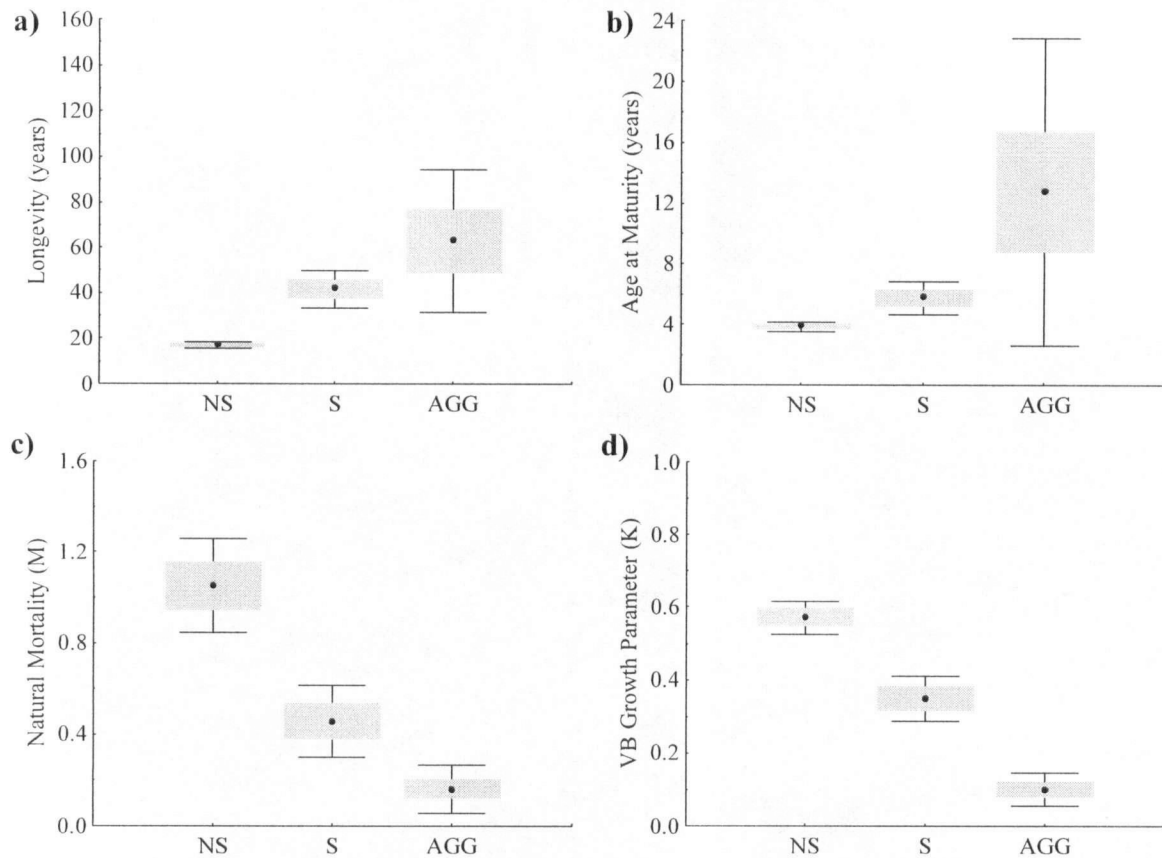 a)
160
140
120
100
80
60
40
20
0
Longevity (years)
NS S AGG
b)
24
20
16
12
8
4
0
Age at Maturity (years)
NS S AGG
c)
1.6
1.2
0.8
0.4
0.0
Natural Mortality (M)
NS S AGG
d)
1.0
0.8
0.6
0.4
0.2
0.0
VB Growth Parameter (K)
NS S AGG